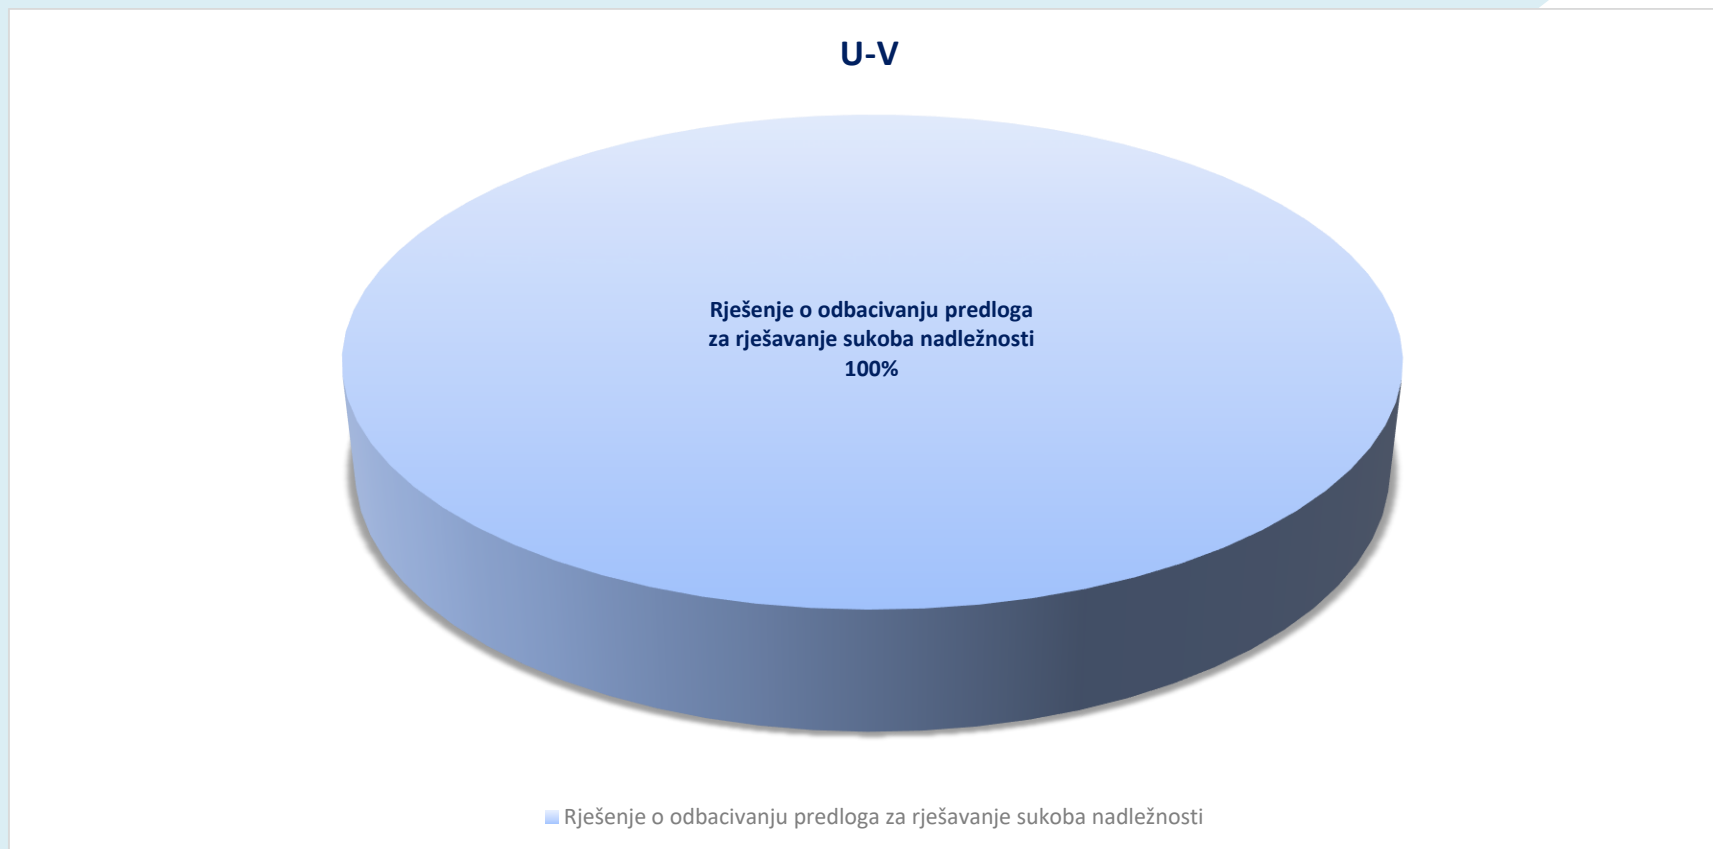 U-V
Rješenje o odbacivanju predloga
za rješavanje sukoba nadležnosti
100%
Rješenje o odbacivanju predloga za rješavanje sukoba nadležnosti